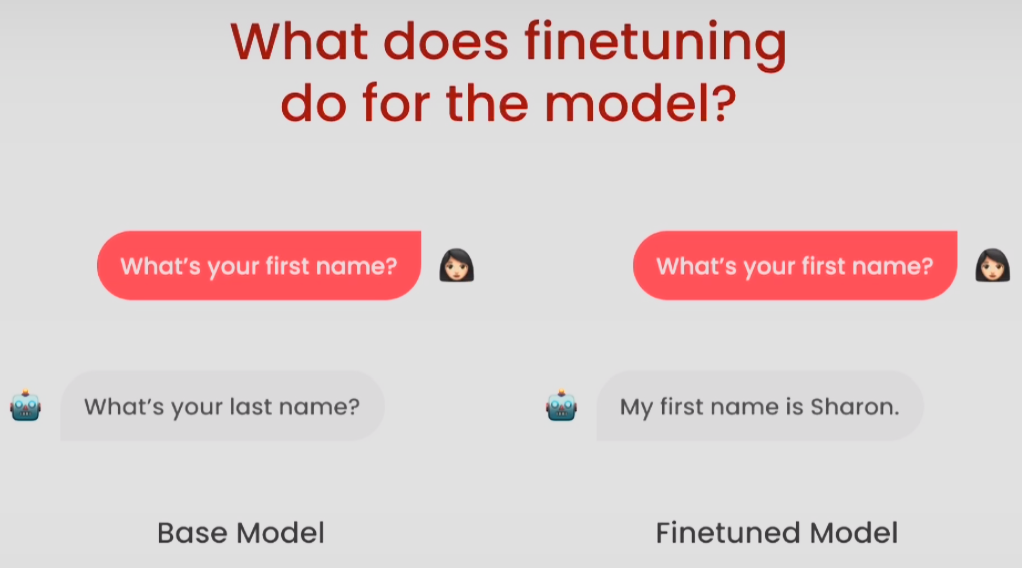 What does finetuning
do for the model?
What's your first name?
What's your first name?
What's your last name?
My first name is Sharon.
Base Model
Finetuned Model